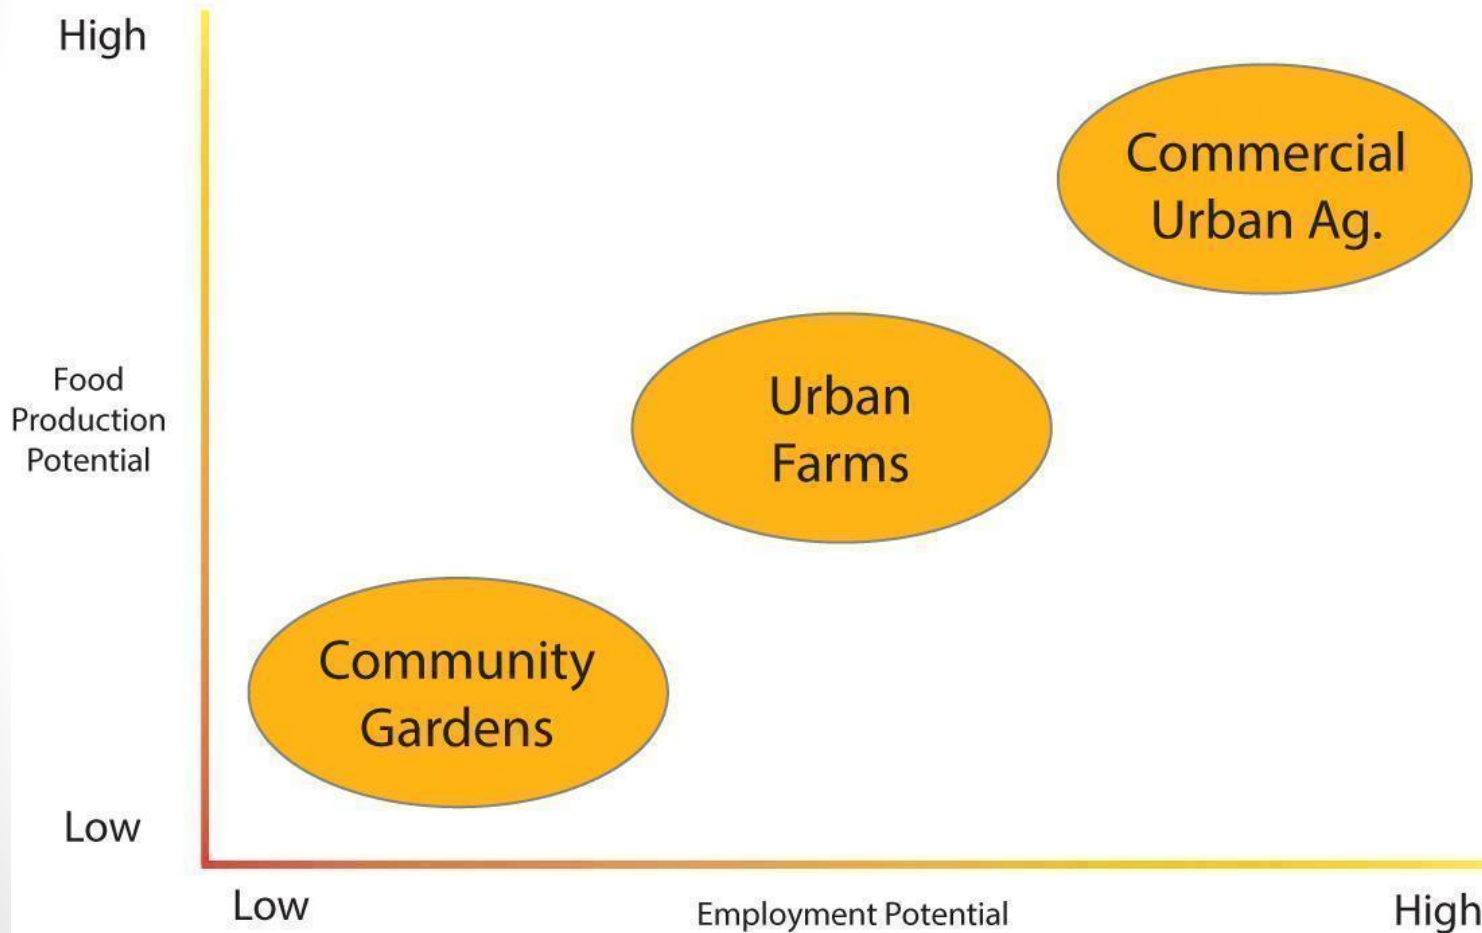 High
Commercial
Urban Ag.
Food
Production
Potential
Urban
Farms
Community
Gardens
Low
Low
Employment Potential
High